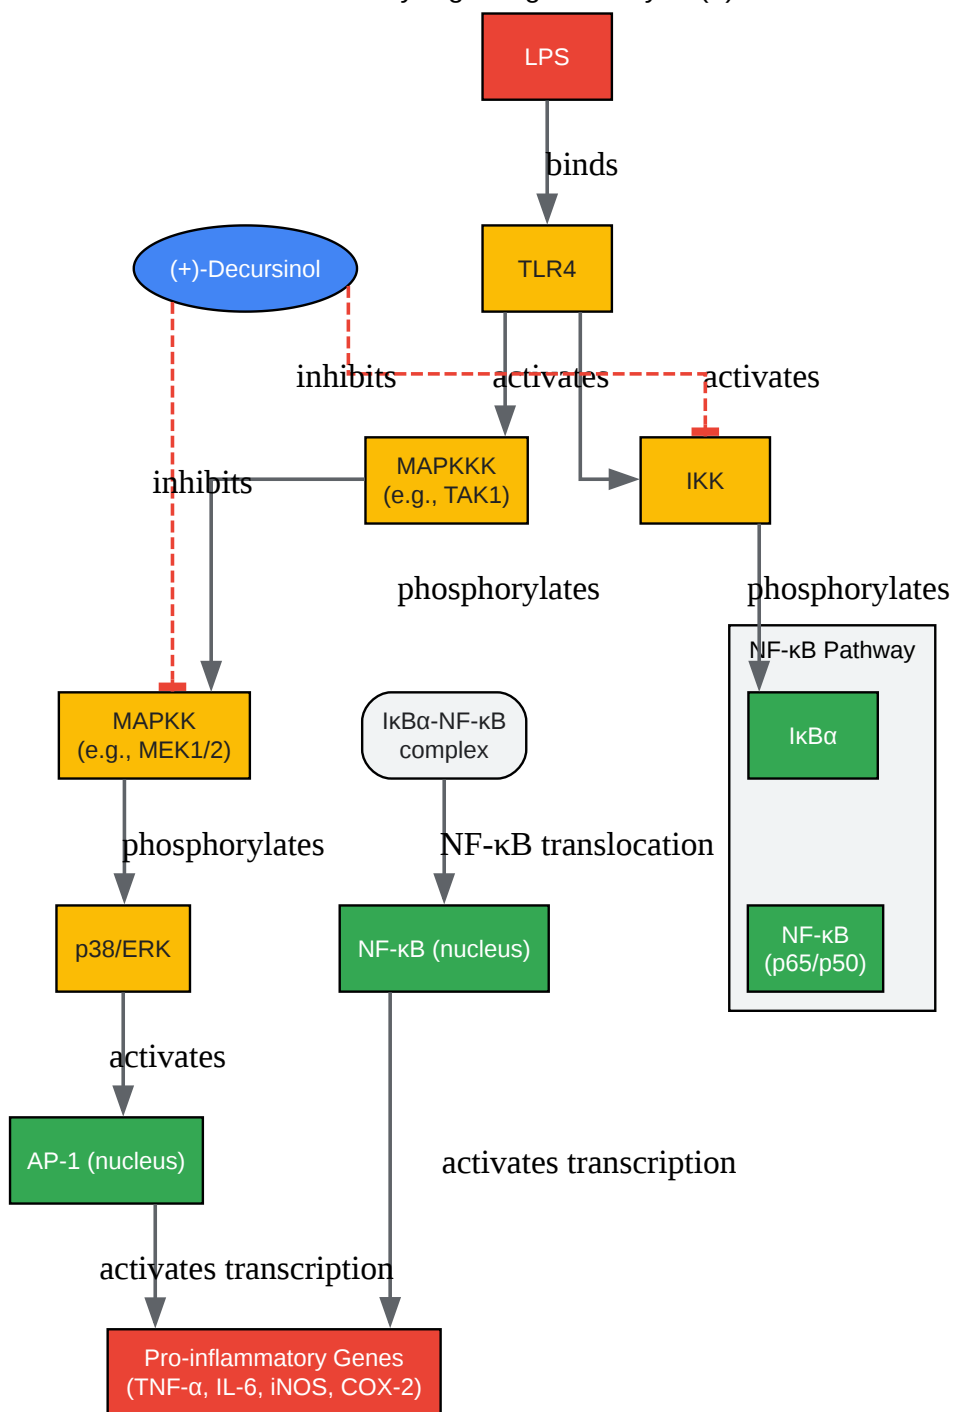 LPS
binds
(+)-Decursinol
TLR4
inhibits
activates
activates
MAPKKK
(e.g., TAK1)
IKK
inhibits
phosphorylates
phosphorylates
NF-κB Pathway
MAPKK
(e.g., MEK1/2)
IκBα-NF-κB
complex
IκBα
phosphorylates
NF-κB translocation
p38/ERK
NF-κB (nucleus)
NF-κB
(p65/p50)
activates
AP-1 (nucleus)
activates transcription
activates transcription
Pro-inflammatory Genes
(TNF-α, IL-6, iNOS, COX-2)